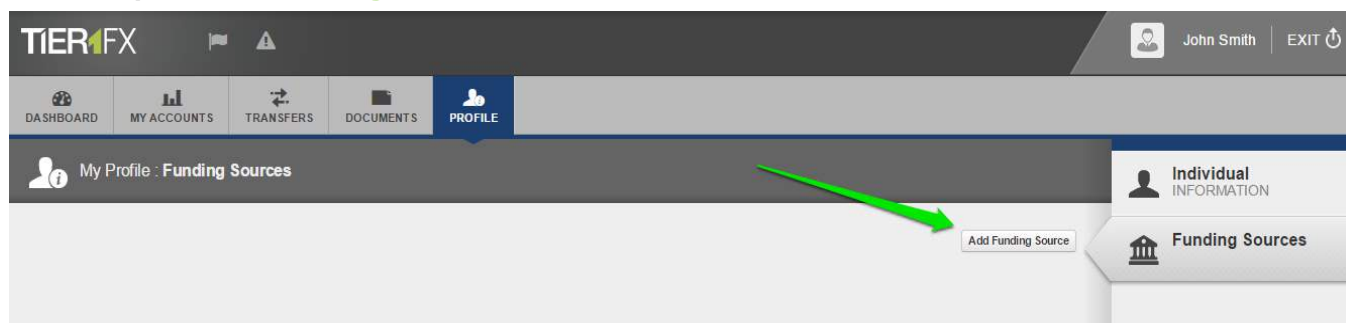 TIER1FX
John Smith
EXIT
DASHBOARD
MY ACCOUNTS
TRANSFERS
DOCUMENTS
PROFILE
My Profile : Funding Sources
Individual
INFORMATION
Add Funding Source
Funding Sources